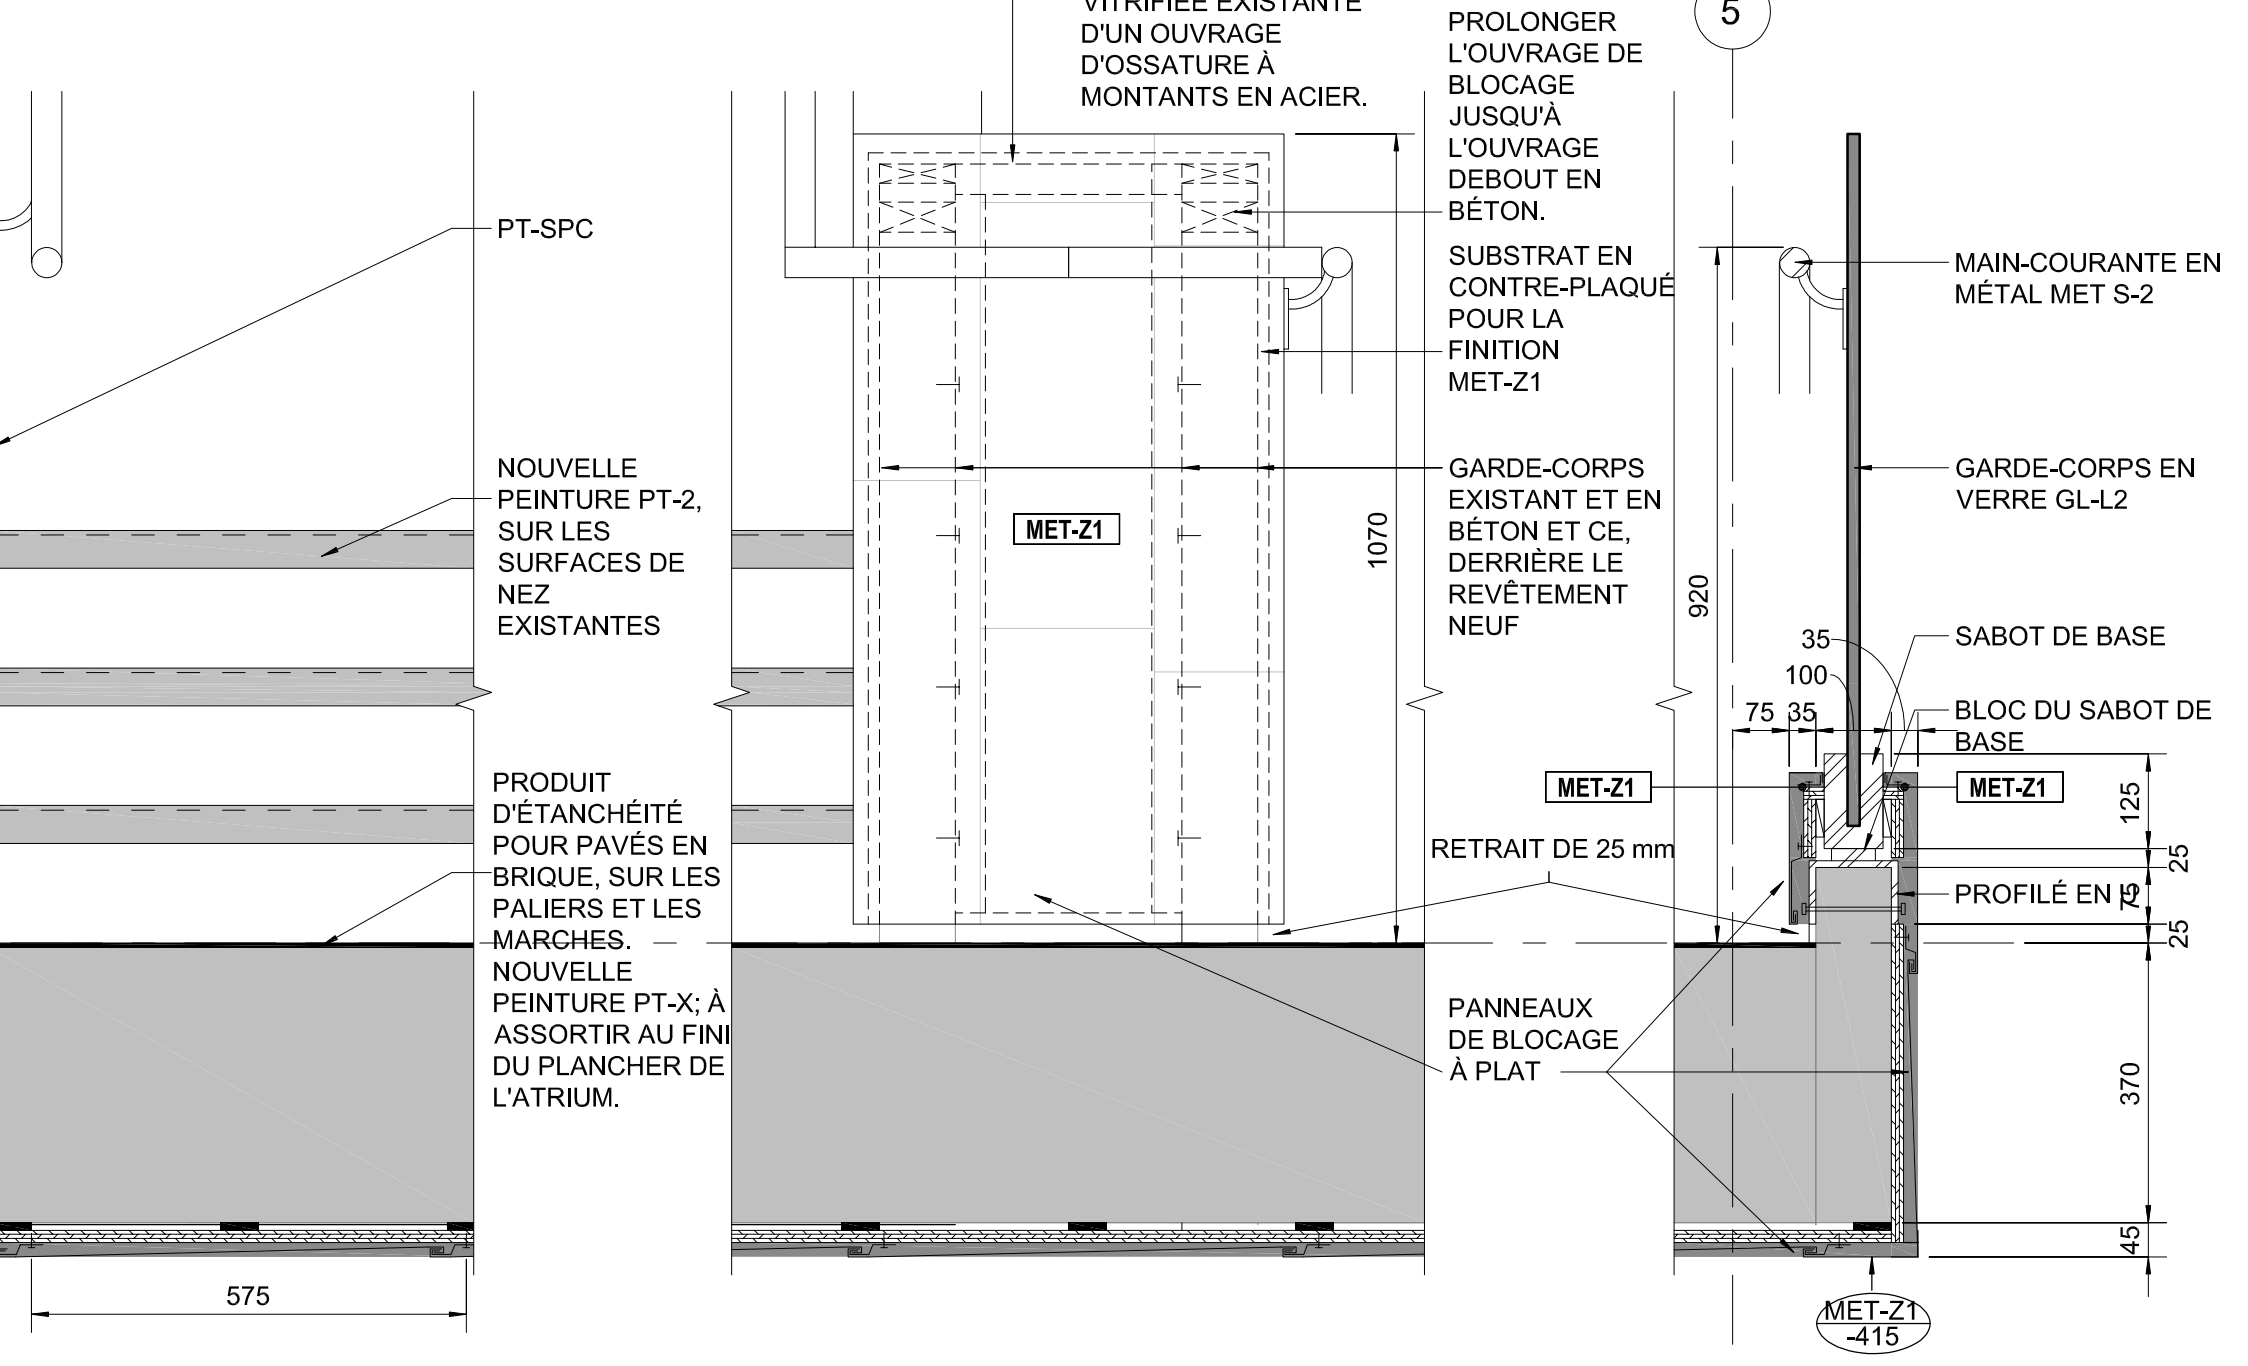 VITRIFIÉE EXISTANTE
D'UN OUVRAGE
D'OSSATURE À
MONTANTS EN ACIER.
PROLONGER
L'OUVRAGE DE
BLOCAGE
JUSQU'À
L'OUVRAGE
DEBOUT EN
BÉTON.
5
PT-SPC
SUBSTRAT EN
CONTRE-PLAQUÉ
POUR LA
FINITION
MET-Z1
MAIN-COURANTE EN
MÉTAL MET S-2
NOUVELLE
PEINTURE PT-2,
SUR LES
SURFACES DE
NEZ
EXISTANTES
MET-Z1
1070
GARDE-CORPS
EXISTANT ET EN
BÉTON ET CE,
DERRIÈRE LE
REVÊTEMENT
NEUF
920
GARDE-CORPS EN
VERRE GL-L2
35
100
75 35
SABOT DE BASE
BLOC DU SABOT DE
BASE
PRODUIT
D'ÉTANCHÉITÉ
POUR PAVÉS EN
BRIQUE, SUR LES
PALIERS ET LES
MARCHES.
NOUVELLE
PEINTURE PT-X; À
ASSORTIR AU FINI
DU PLANCHER DE
L'ATRIUM.
MET-Z1
MET-Z1
125
RETRAIT DE 25 mm
25
PROFILÉ EN U
75
25
PANNEAUX
DE BLOCAGE
À PLAT
370
45
575
MET-Z1
-415